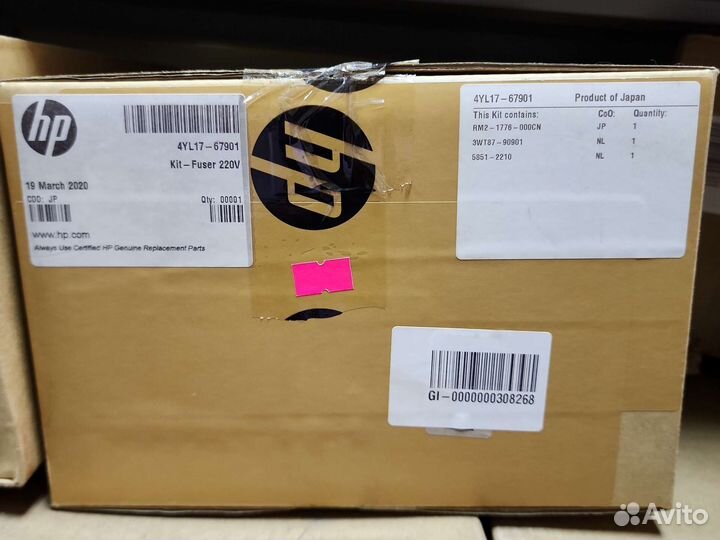 hp
4YL17-67901
Kit-Fuser 220V
19 March 2020
COO: JP
Qty: 00001
www.hp.com
Always Use Certified HP Genuine Replacement Parts
hp
4YL17-67901 Product of Japan
This Kit contains: CoO: Quantity:
RM2-1776-000CN JP 1
3WT87-90901 NL 1
5851-2210 NL 1
GI-0000000308268
Avito